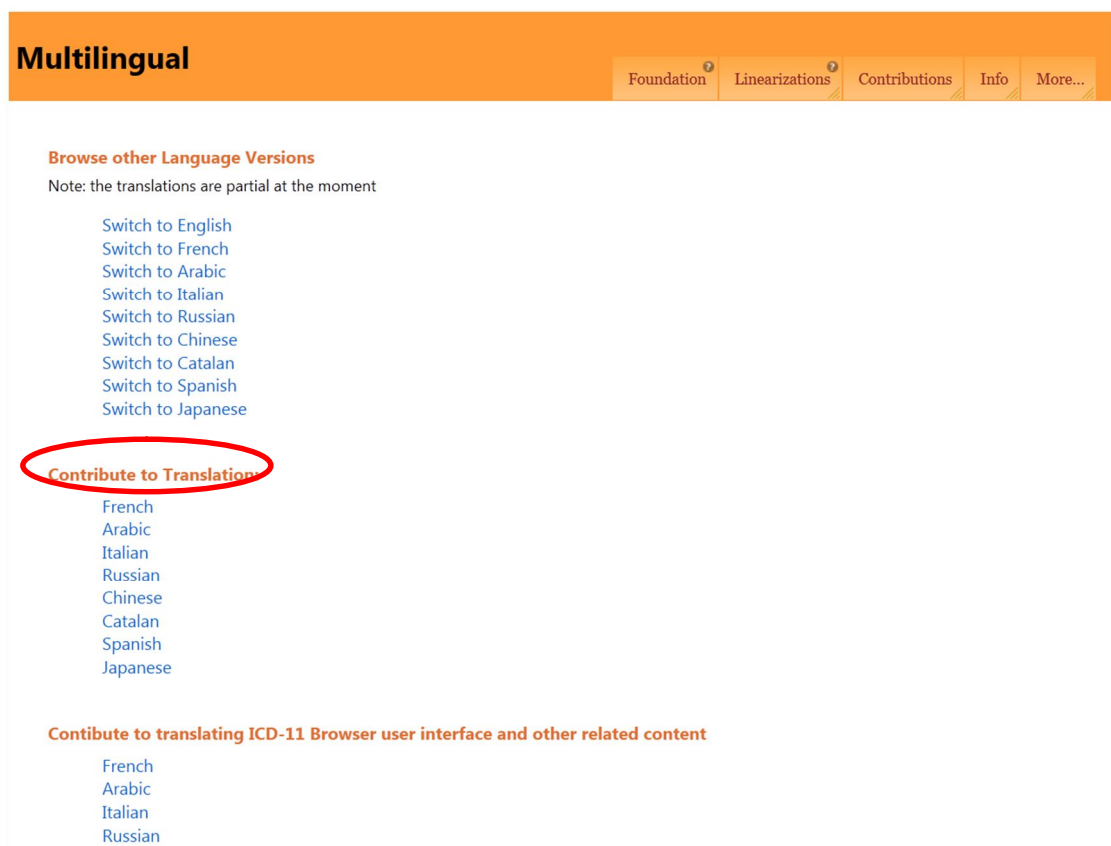 Multilingual
Foundation ? Linearizations ? Contributions Info More...
Browse other Language Versions
Note: the translations are partial at the moment
Switch to English
Switch to French
Switch to Arabic
Switch to Italian
Switch to Russian
Switch to Chinese
Switch to Catalan
Switch to Spanish
Switch to Japanese
Contribute to Translation:
French
Arabic
Italian
Russian
Chinese
Catalan
Spanish
Japanese
Contibute to translating ICD-11 Browser user interface and other related content
French
Arabic
Italian
Russian